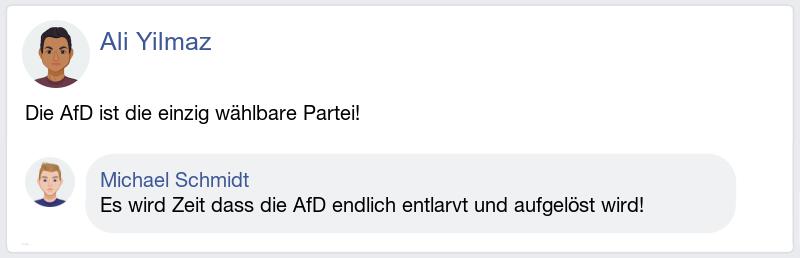 Ali Yilmaz
Die AfD ist die einzig wählbare Partei!
Michael Schmidt
Es wird Zeit dass die AfD endlich entlarvt und aufgelöst wird!